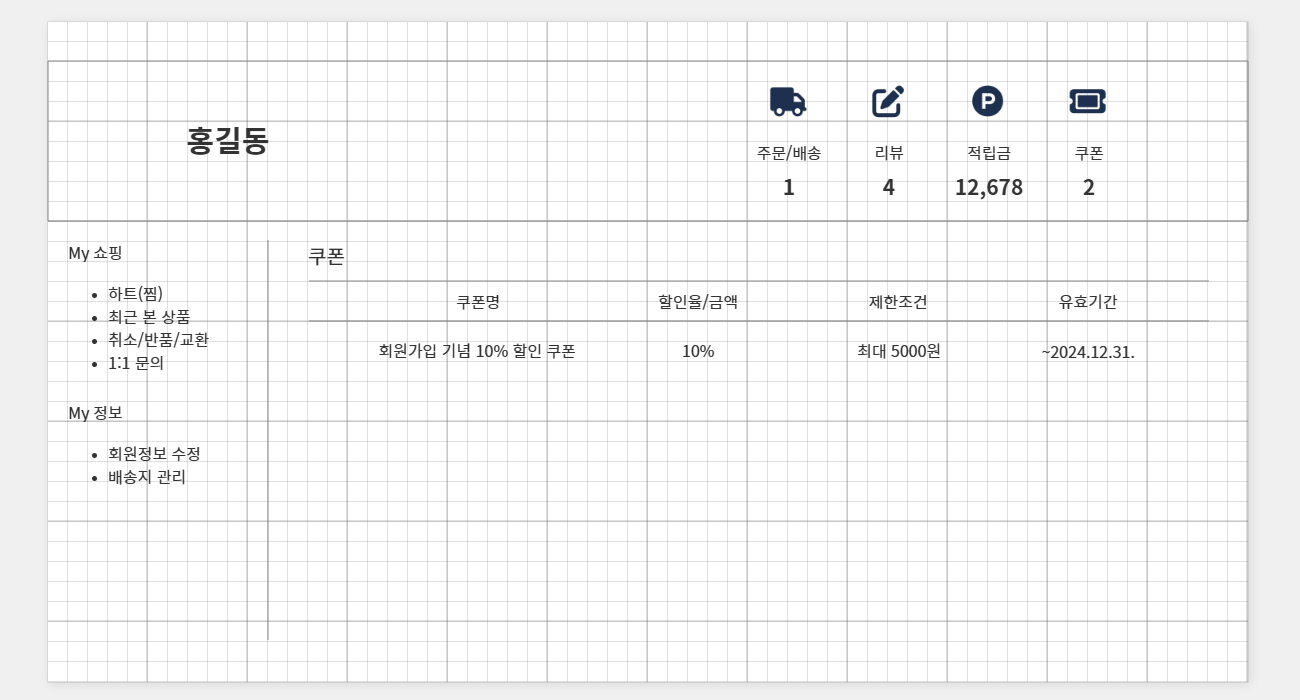 홍길동
주문/배송 리뷰 적립금 쿠폰
1 4 12,678 2
My 쇼핑
하트(찜)
최근 본 상품
취소/반품/교환
1:1 문의
My 정보
회원정보 수정
배송지 관리
쿠폰
쿠폰명 할인율/금액 제한조건 유효기간
회원가입 기념 10% 할인 쿠폰 10% 최대 5000원 ~2024.12.31.